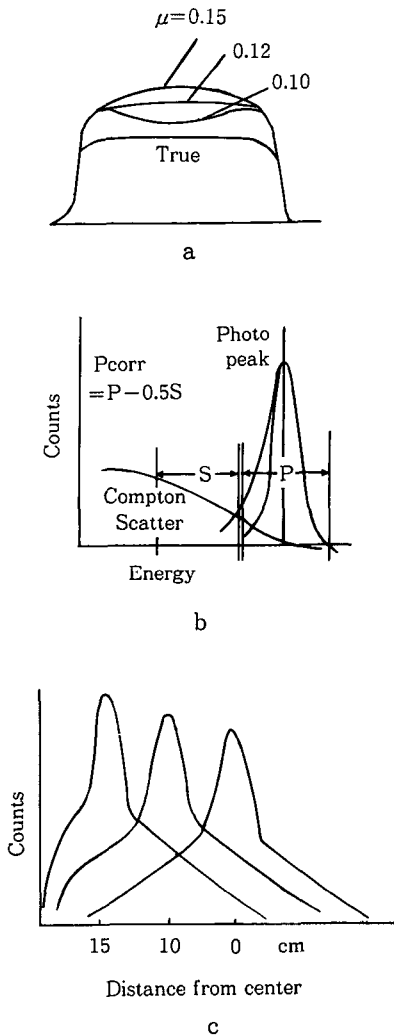 μ=0.15
0.12
0.10
True
a
Photo
peak
Pcorr
=P−0.5S
Counts
S
P
Compton
Scatter
Energy
b
Counts
15 10 0 cm
Distance from center
c